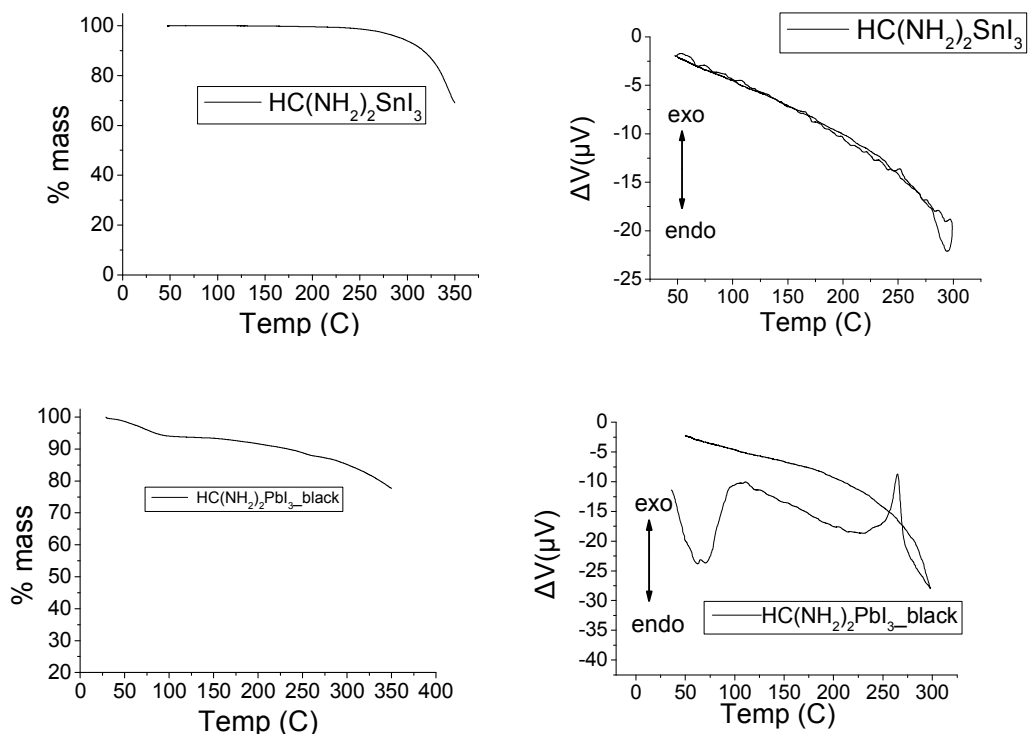 100
80
60
40
20
0
% mass
HC(NH₂)₂SnI₃
0 50 100 150 200 250 300 350
Temp (C)
HC(NH₂)₂SnI₃
0
-5
-10
-15
-20
-25
ΔV(μV)
exo
endo
50 100 150 200 250 300
Temp (C)
100
90
80
70
60
50
40
30
20
% mass
HC(NH₂)₂PbI₃_black
0 50 100 150 200 250 300 350 400
Temp (C)
0
-5
-10
-15
-20
-25
-30
-35
-40
ΔV(μV)
exo
endo
HC(NH₂)₂PbI₃_black
0 50 100 150 200 250 300
Temp (C)